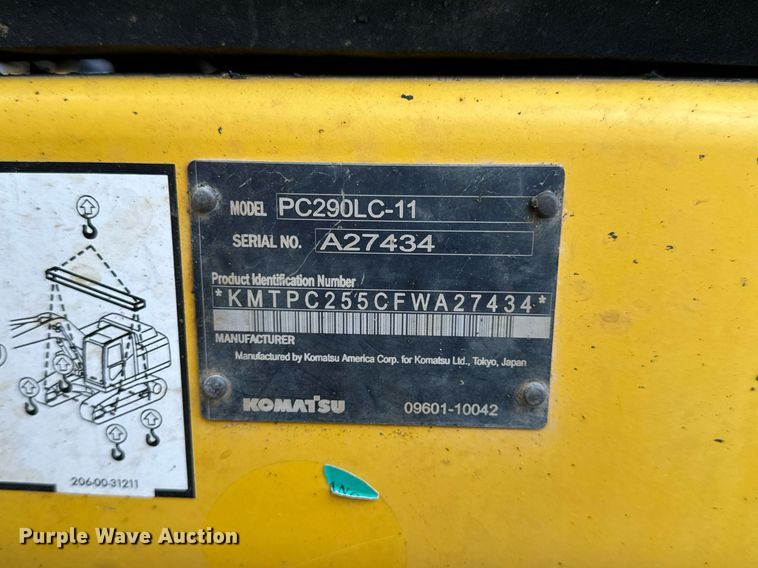 MODEL PC290LC-11
SERIAL NO. A27434
Product Identification Number
*KMTPC255CFWA27434*
MANUFACTURER
Manufactured by Komatsu America Corp. for Komatsu Ltd., Tokyo, Japan
KOMATSU 09601-10042
206-00-31211
Purple Wave Auction